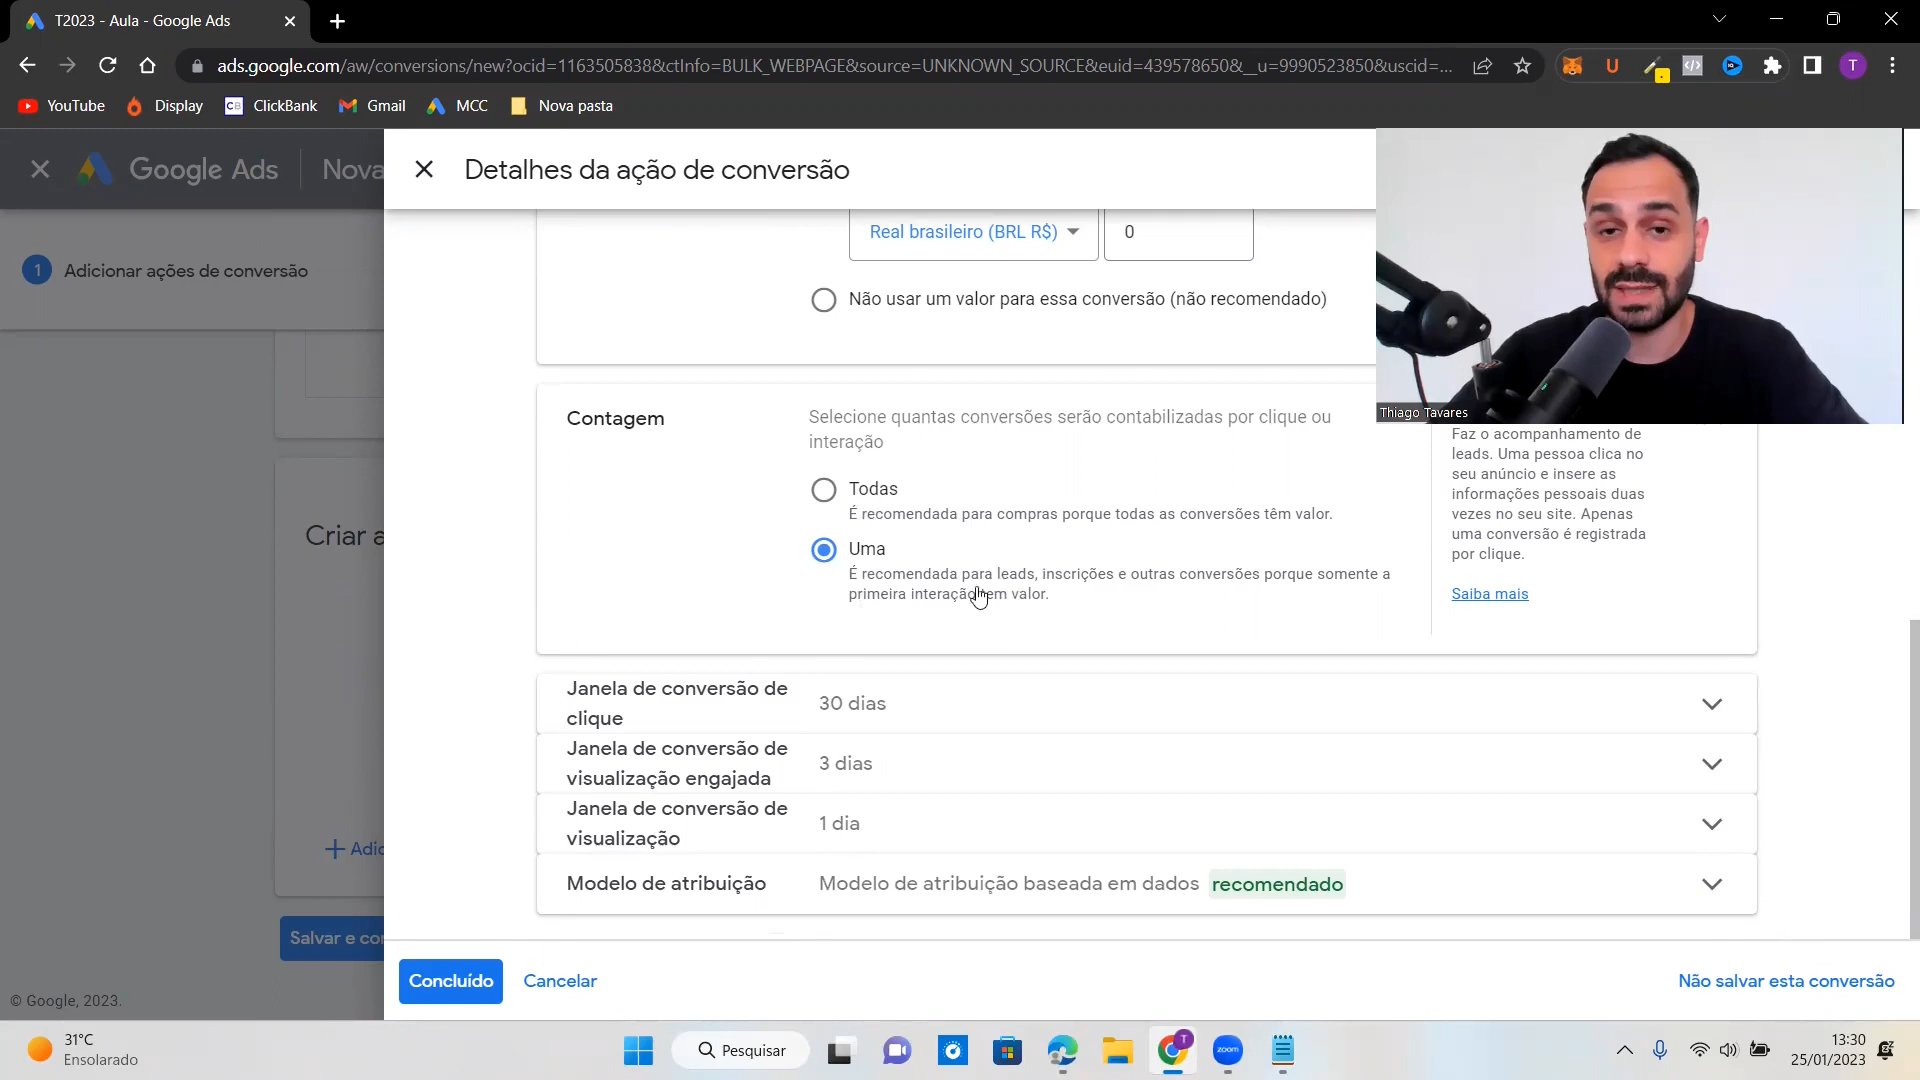 T2023 - Aula - Google Ads
ads.google.com/aw/conversions/new?ocid=1163505838&ctInfo=BULK_WEBPAGE&source=UNKNOWN_SOURCE&euid=439578650&__u=9990523850&uscid=...
T
YouTube
Display
CB ClickBank
Gmail
MCC
Nova pasta
Google Ads
Nova
Detalhes da ação de conversão
1 Adicionar ações de conversão
Real brasileiro (BRL R$)
0
Não usar um valor para essa conversão (não recomendado)
Thiago Tavares
Contagem
Selecione quantas conversões serão contabilizadas por clique ou
interação
Todas
É recomendada para compras porque todas as conversões têm valor.
Uma
É recomendada para leads, inscrições e outras conversões porque somente a
primeira interação em valor.
Faz o acompanhamento de
leads. Uma pessoa clica no
seu anúncio e insere as
informações pessoais duas
vezes no seu site. Apenas
uma conversão é registrada
por clique.
Saiba mais
Criar a
Janela de conversão de
clique
30 dias
Janela de conversão de
visualização engajada
3 dias
Janela de conversão de
visualização
1 dia
Modelo de atribuição
Modelo de atribuição baseada em dados recomendado
+ Adic
Salvar e con
Concluído
Cancelar
Não salvar esta conversão
© Google, 2023.
31°C
Ensolarado
Pesquisar
T
zoom
13:30
25/01/2023